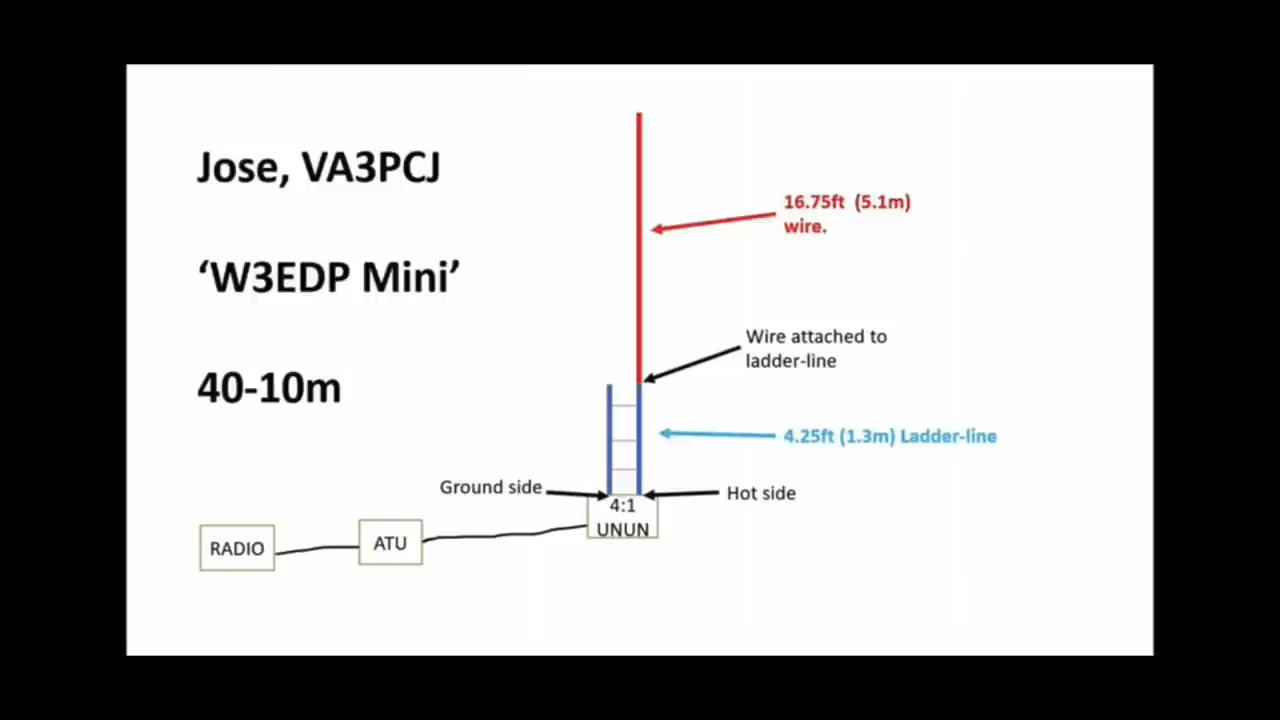 Jose, VA3PCJ
‘W3EDP Mini’
40-10m
16.75ft (5.1m)
wire.
Wire attached to
ladder-line
4.25ft (1.3m) Ladder-line
Ground side
Hot side
4:1
UNUN
ATU
RADIO